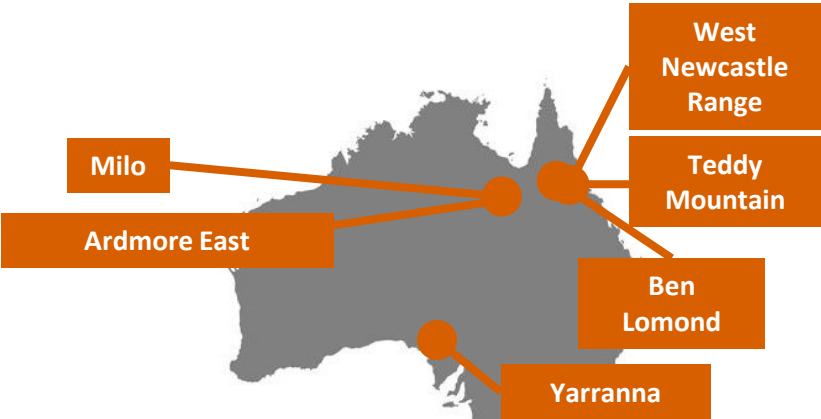 West
Newcastle
Range
Milo
Teddy
Mountain
Ardmore East
Ben
Lomond
Yarranna